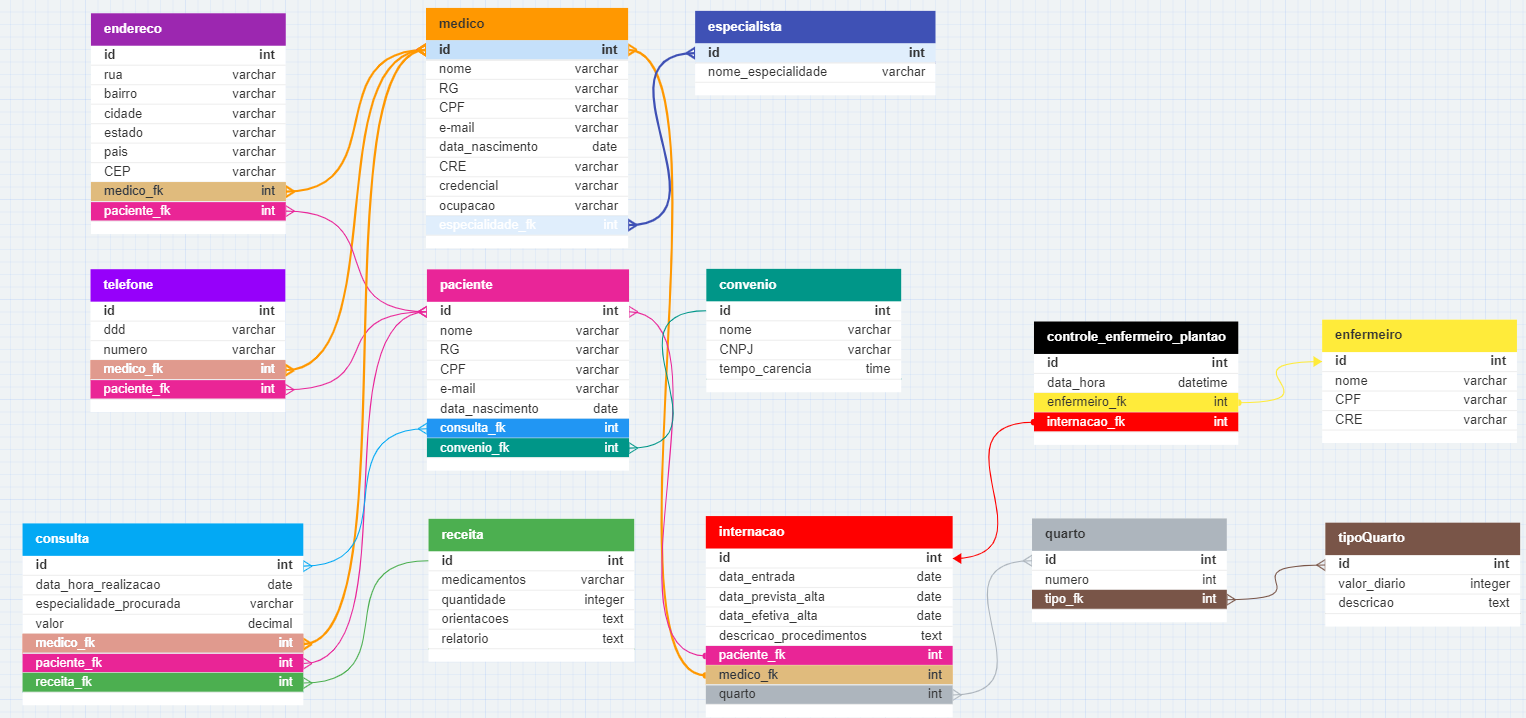 endereco
id int
rua varchar
bairro varchar
cidade varchar
estado varchar
pais varchar
CEP varchar
medico_fk int
paciente_fk int
medico
id int
nome varchar
RG varchar
CPF varchar
e-mail varchar
data_nascimento date
CRE varchar
credencial varchar
ocupacao varchar
especialidade_fk int
especialista
id int
nome_especialidade varchar
telefone
id int
ddd varchar
numero varchar
medico_fk int
paciente_fk int
paciente
id int
nome varchar
RG varchar
CPF varchar
e-mail varchar
data_nascimento date
consulta_fk int
convenio_fk int
convenio
id int
nome varchar
CNPJ varchar
tempo_carencia time
controle_enfermeiro_plantao
id int
data_hora datetime
enfermeiro_fk int
internacao_fk int
enfermeiro
id int
nome varchar
CPF varchar
CRE varchar
consulta
id int
data_hora_realizacao date
especialidade_procurada varchar
valor decimal
medico_fk int
paciente_fk int
receita_fk int
receita
id int
medicamentos varchar
quantidade integer
orientacoes text
relatorio text
internacao
id int
data_entrada date
data_prevista_alta date
data_efetiva_alta date
descricao_procedimentos text
paciente_fk int
medico_fk int
quarto int
quarto
id int
numero int
tipo_fk int
tipoQuarto
id int
valor_diario integer
descricao text